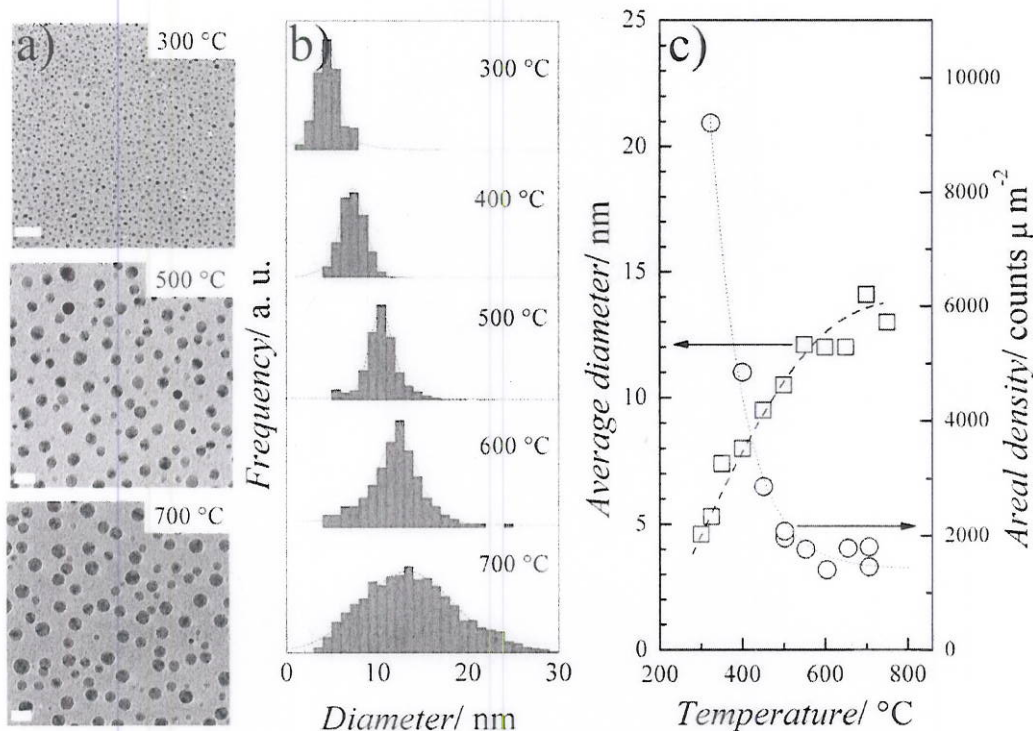 a)
300 °C
500 °C
700 °C
b)
300 °C
400 °C
500 °C
600 °C
700 °C
Frequency/ a. u.
0 10 20 30
Diameter/ nm
c)
25
20
15
10
5
0
Average diameter/ nm
200 400 600 800
Temperature/ °C
10000
8000
6000
4000
2000
0
Areal density/ counts μ m⁻²